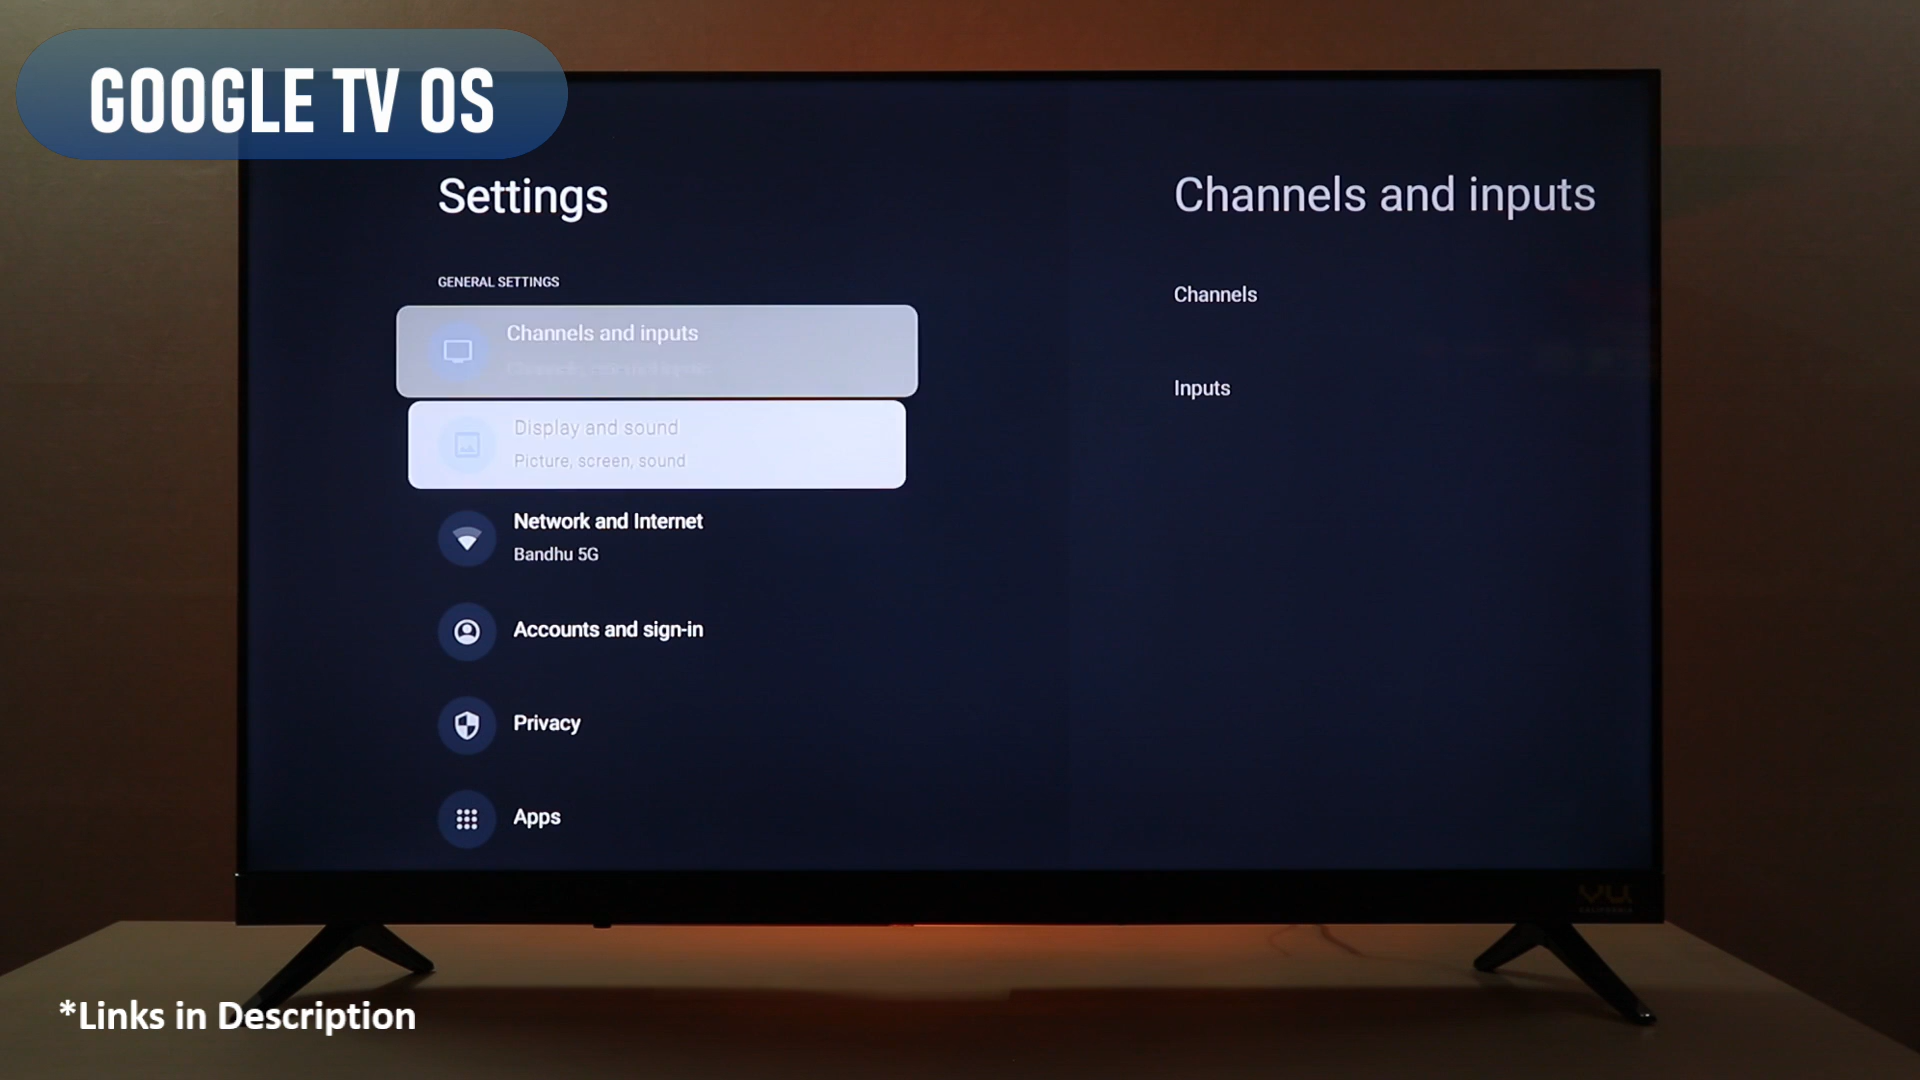 GOOGLE TV OS
Settings
Channels and inputs
GENERAL SETTINGS
Channels and inputs
Display and sound
Picture, screen, sound
Network and Internet
Bandhu 5G
Accounts and sign-in
Privacy
Apps
Channels
Inputs
VU
*Links in Description